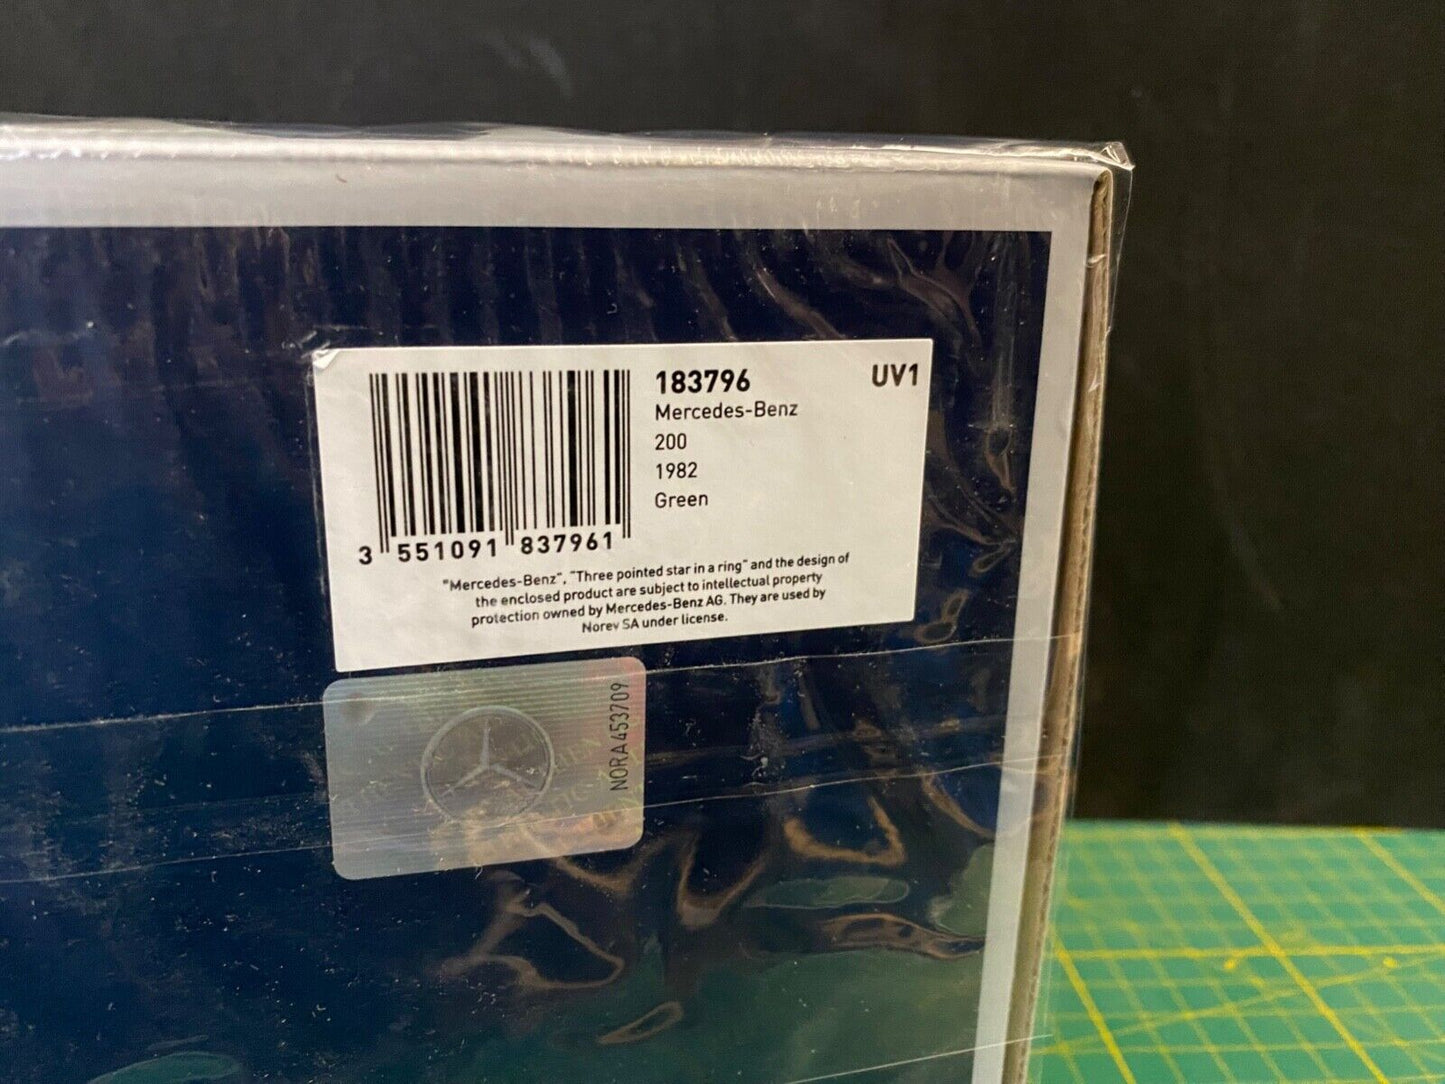 183796
UV1
Mercedes-Benz
200
1982
Green
3 551091 837961
"Mercedes-Benz", "Three pointed star in a ring" and the design of
the enclosed product are subject to intellectual property
protection owned by Mercedes-Benz AG. They are used by
Norev SA under license.
NORA453709